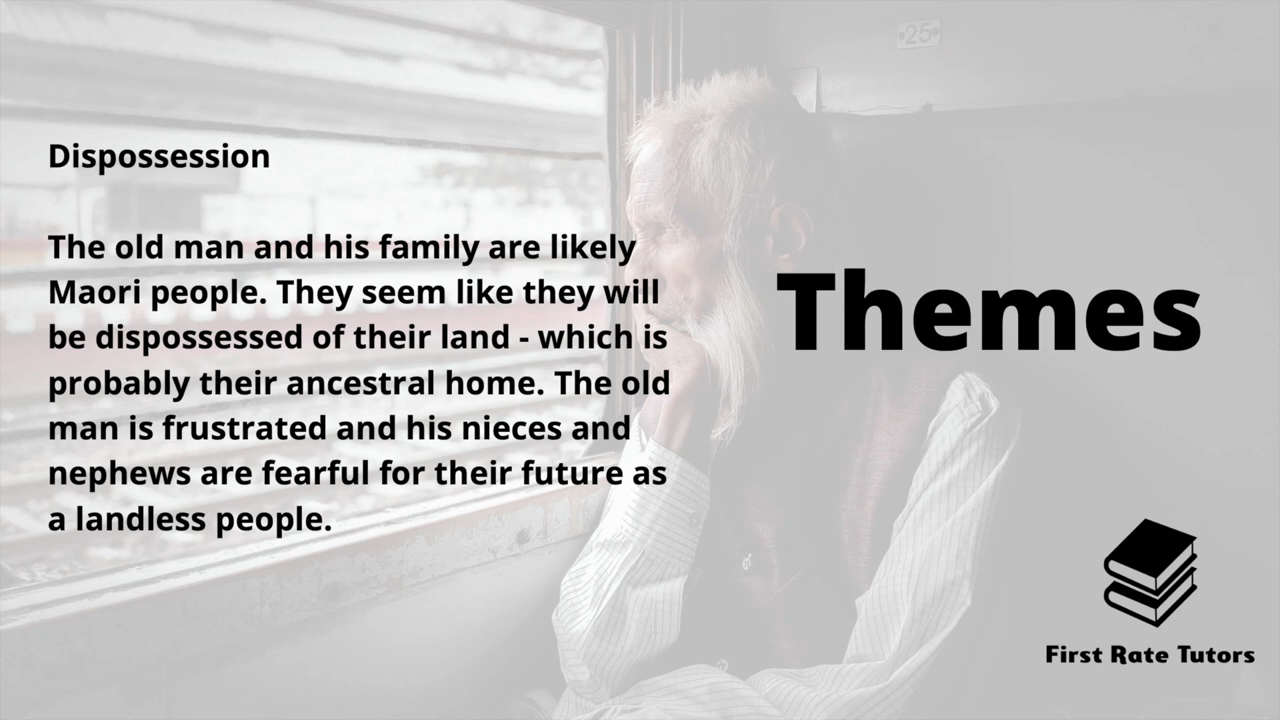 25
Dispossession
The old man and his family are likely
Maori people. They seem like they will
be dispossessed of their land - which is
probably their ancestral home. The old
man is frustrated and his nieces and
nephews are fearful for their future as
a landless people.
Themes
First Rate Tutors